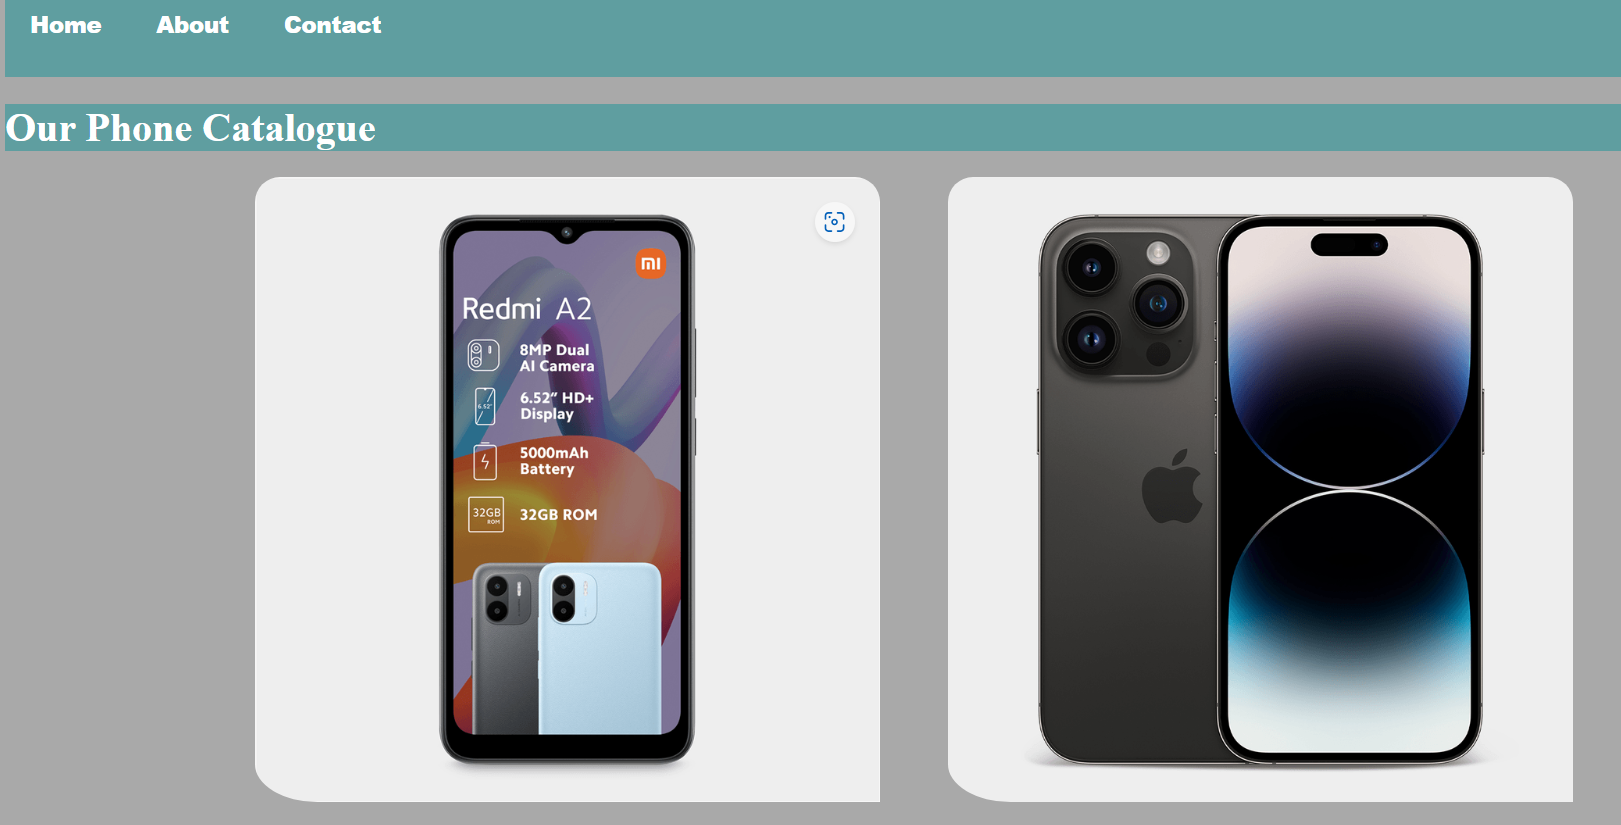 Home About Contact
Our Phone Catalogue
mi
Redmi A2
8MP Dual
AI Camera
6.52"
6.52” HD+
Display
5000mAh
Battery
32GB
ROM
32GB ROM